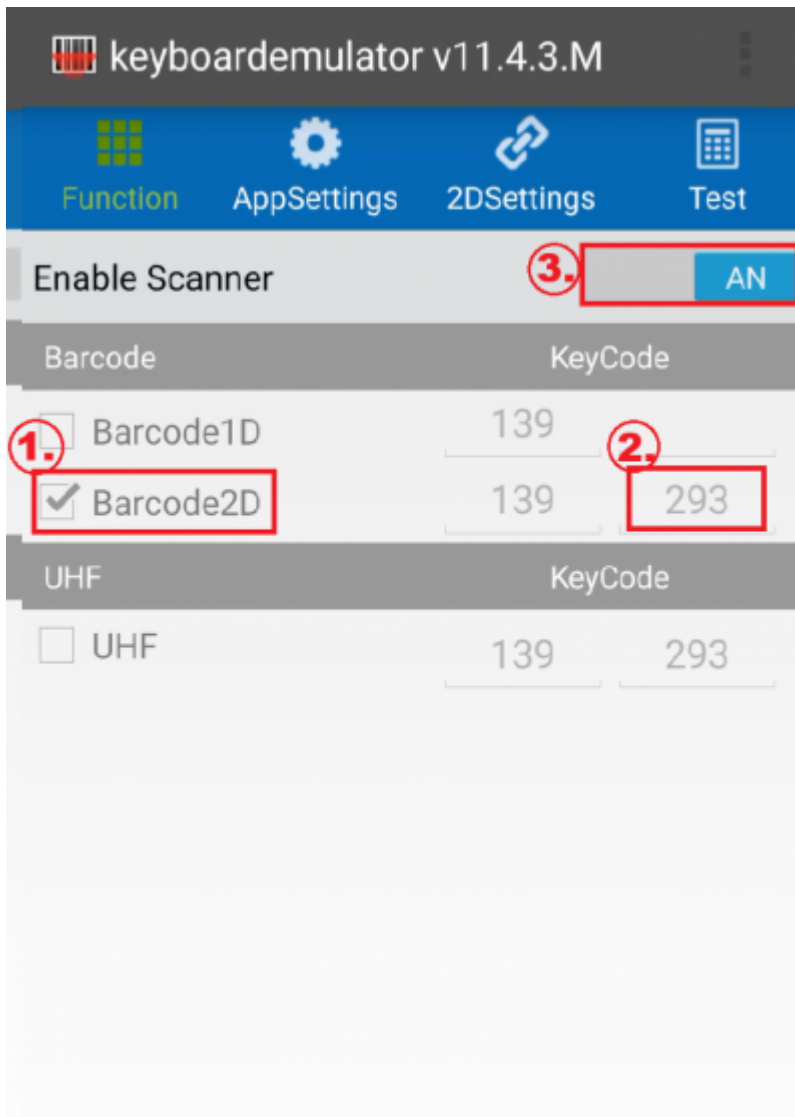 keyboardemulator v11.4.3.M
Function AppSettings 2DSettings Test
Enable Scanner 3. AN
Barcode KeyCode
Barcode1D 139
1. 2.
Barcode2D 139 293
UHF KeyCode
UHF 139 293